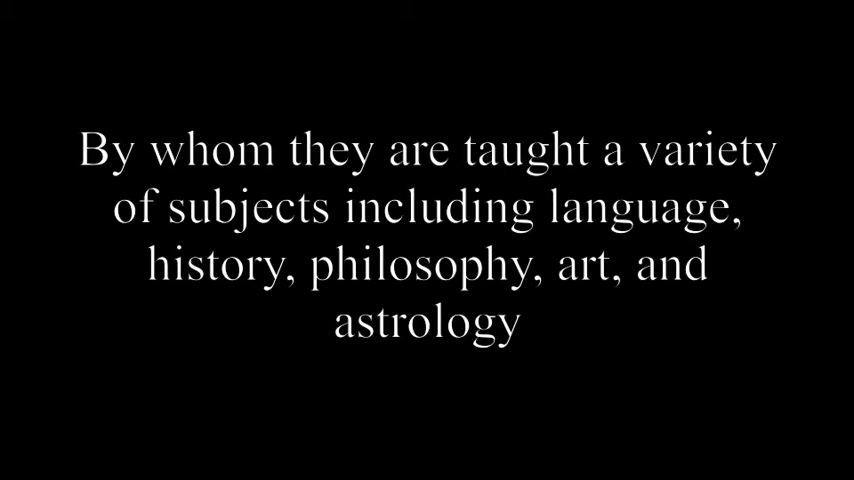 By whom they are taught a variety
of subjects including language,
history, philosophy, art, and
astrology